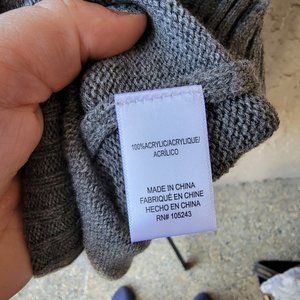 100%ACRYLIC/ACRYLIQUE/
ACRÍLICO
MADE IN CHINA
FABRIQUÉ EN CHINE
HECHO EN CHINA
RN# 105243